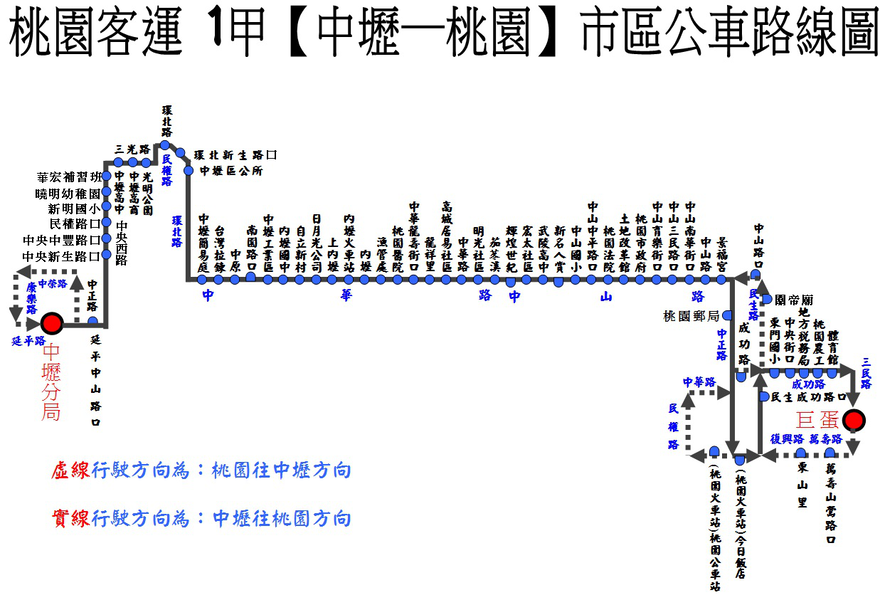 桃園客運 1甲【中壢—桃園】市區公車路線圖
環北路
三光路
民權路
環北新生路口
中壢區公所
華宏補習班
曉明幼稚園
新明國小
民權路口
中央中豐路口
中央新生路口
中壢高中
中壢高商
光明公園
中央西路
環北路
中榮路
康樂路
中正路
延平路
延平中山路口
中壢分局
中壢簡易庭
台灣拉鍊
中原
南園路口
中壢工業區
內壢國中
自立新村
日月光公司
上內壢
內壢火車站
內壢
漁管處
桃園醫院
中華龍壽街口
龍祥里
高城居易社區
中華路
明光社區
茄苳溪
輝煌世紀
宏太社區
武陵高中
新名人賞
中山國小
中山中平路口
桃園法院
土地改革館
桃園市政府
中山育樂街口
中山三民路口
中山南華街口
中山路
景福宮
中華路
中山路
中山路口
桃園郵局
中正路
成功路
民生路
關帝廟
東門國小
中央街口
地方稅務局
桃園農工
體育館
成功路
三民路
民生成功路口
巨蛋
中華路
民權路
復興路 萬壽路
東山里
萬壽山鶯路口
(桃園火車站)桃園公車站
(桃園火車站)今日飯店
虛線行駛方向為：桃園往中壢方向
實線行駛方向為：中壢往桃園方向